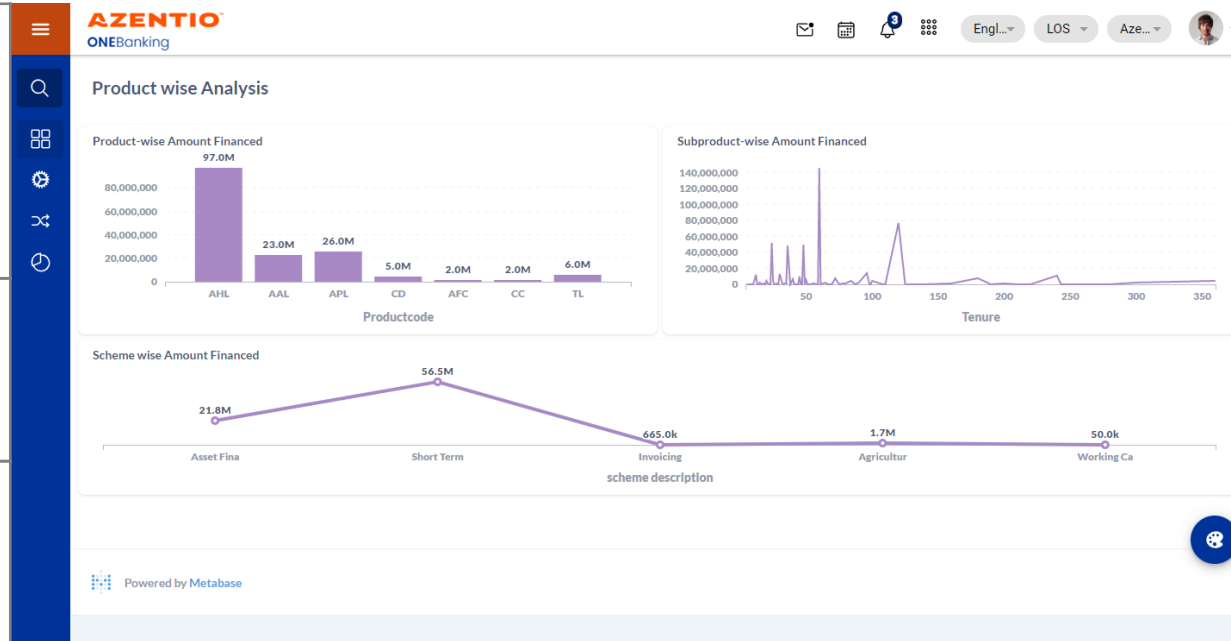 AZENTIO
ONEBanking
3
Engl...
LOS
Aze...
Product wise Analysis
Product-wise Amount Financed
97.0M
80,000,000
60,000,000
40,000,000
20,000,000
0
23.0M
26.0M
5.0M
2.0M
2.0M
6.0M
AHL AAL APL CD AFC CC TL
Productcode
Subproduct-wise Amount Financed
140,000,000
120,000,000
100,000,000
80,000,000
60,000,000
40,000,000
20,000,000
0
50 100 150 200 250 300 350
Tenure
Scheme wise Amount Financed
21.8M
56.5M
665.0k
1.7M
50.0k
Asset Fina Short Term Invoicing Agricultur Working Ca
scheme description
Powered by Metabase